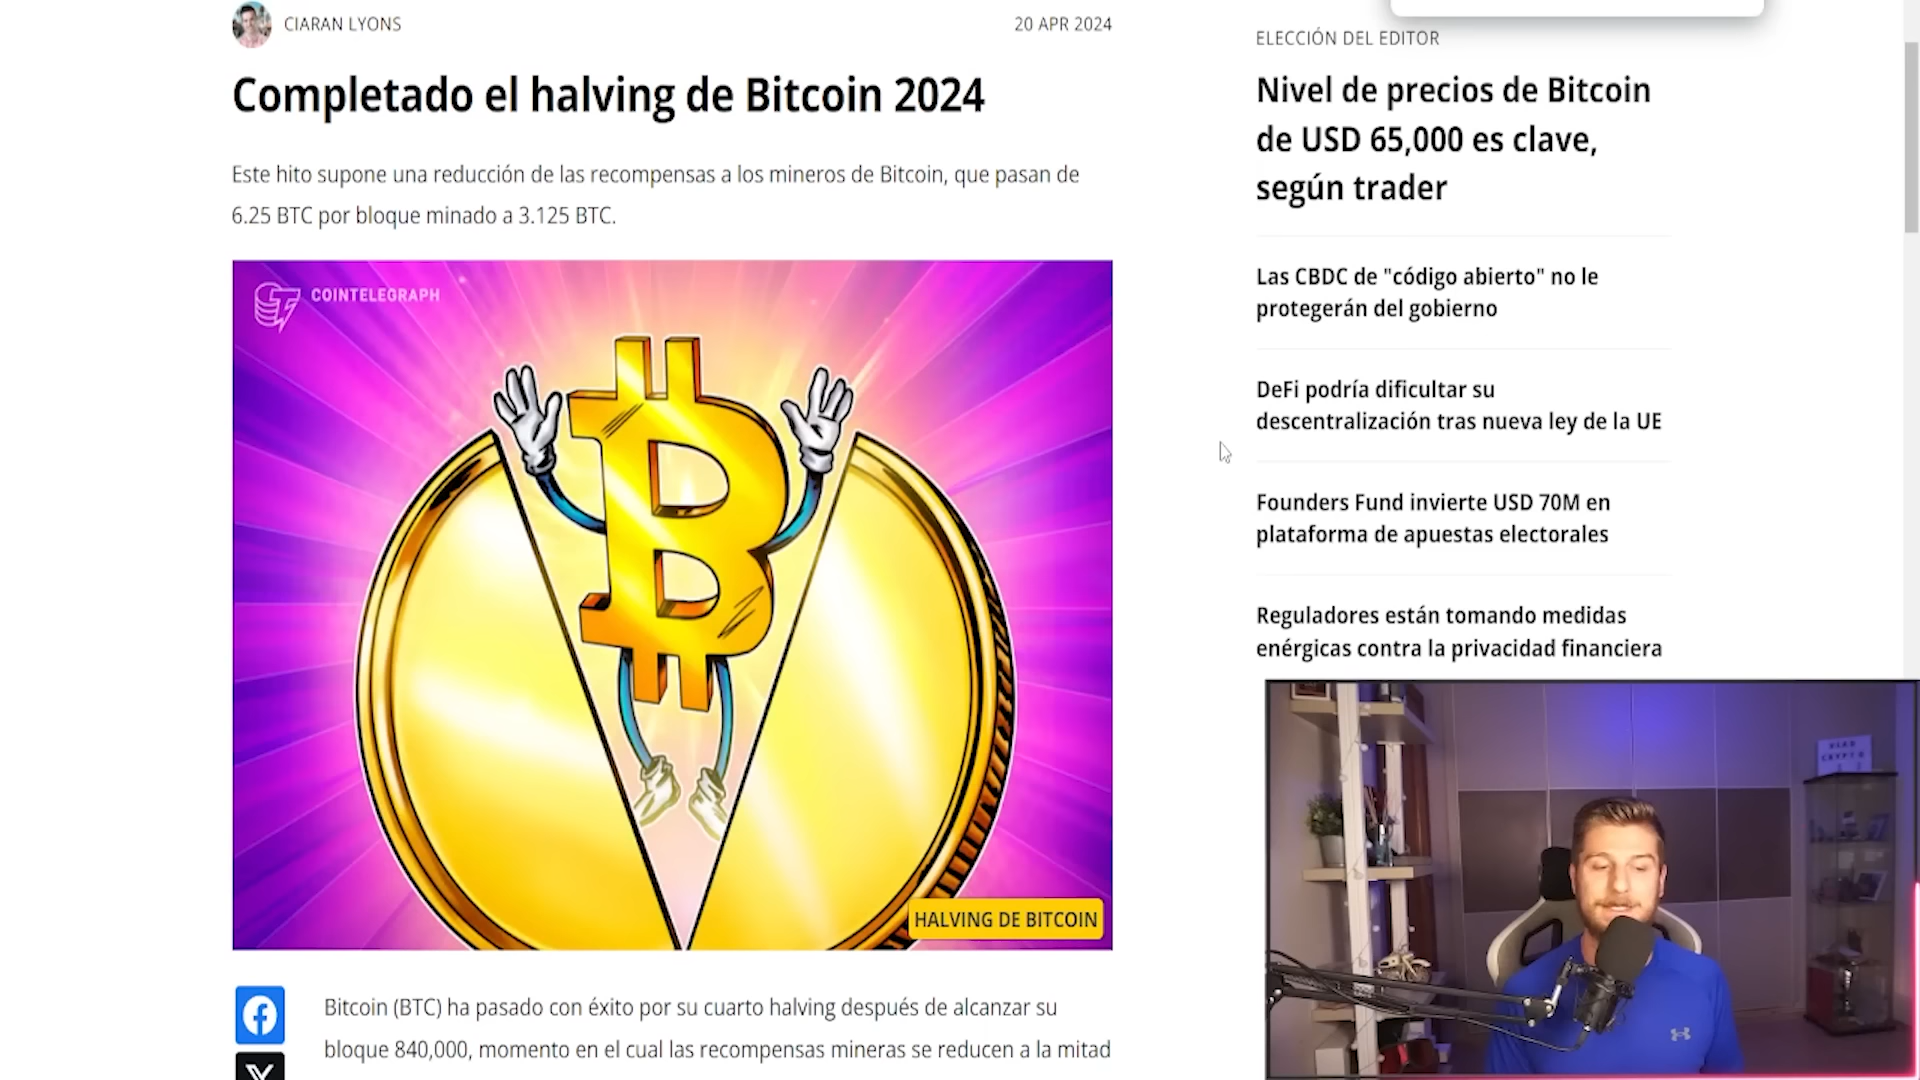 CIARAN LYONS
20 APR 2024
Completado el halving de Bitcoin 2024
Este hito supone una reducción de las recompensas a los mineros de Bitcoin, que pasan de
6.25 BTC por bloque minado a 3.125 BTC.
COINTELEGRAPH
HALVING DE BITCOIN
Bitcoin (BTC) ha pasado con éxito por su cuarto halving después de alcanzar su
bloque 840,000, momento en el cual las recompensas mineras se reducen a la mitad
ELECCIÓN DEL EDITOR
Nivel de precios de Bitcoin
de USD 65,000 es clave,
según trader
Las CBDC de "código abierto" no le
protegerán del gobierno
DeFi podría dificultar su
descentralización tras nueva ley de la UE
Founders Fund invierte USD 70M en
plataforma de apuestas electorales
Reguladores están tomando medidas
enérgicas contra la privacidad financiera
VLAD
CRYPTO